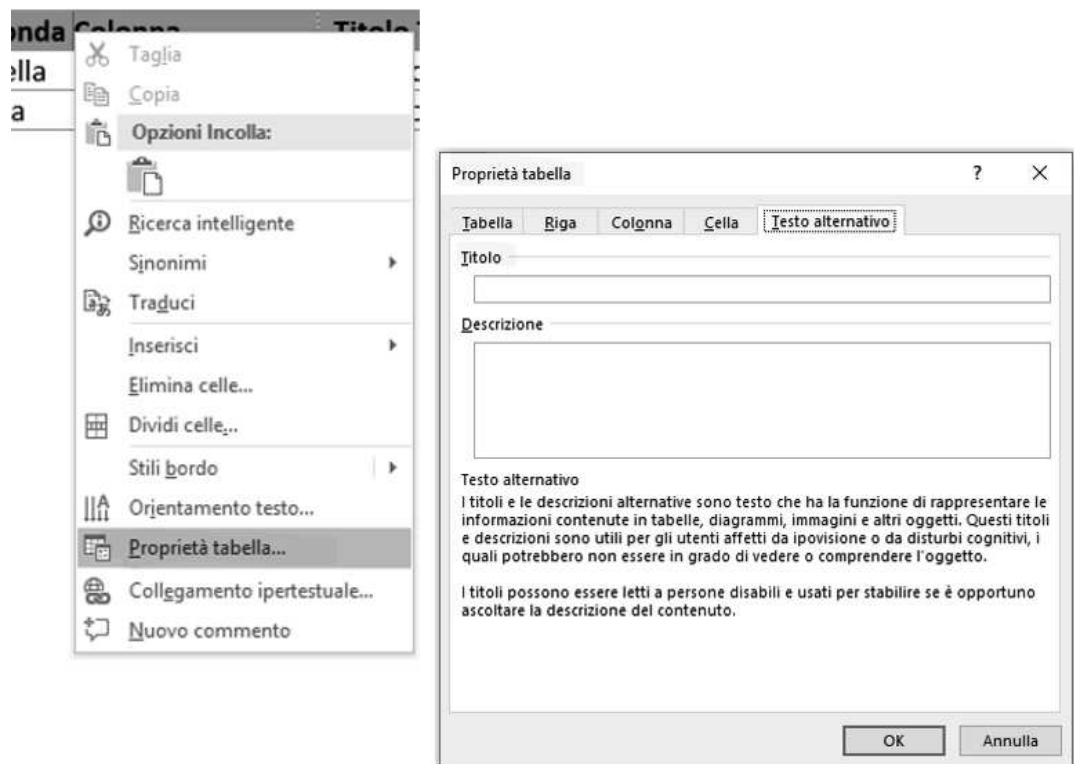 onda Colonna
Titolo
ella
a
Taglia
Copia
Opzioni Incolla:
Ricerca intelligente
Sinonimi
Traduci
Inserisci
Elimina celle...
Dividi celle...
Stili bordo
Orientamento testo...
Proprietà tabella...
Collegamento ipertestuale...
Nuovo commento
Proprietà tabella
?
Tabella Riga Colonna Cella Testo alternativo
Titolo
Descrizione
Testo alternativo
I titoli e le descrizioni alternative sono testo che ha la funzione di rappresentare le
informazioni contenute in tabelle, diagrammi, immagini e altri oggetti. Questi titoli
e descrizioni sono utili per gli utenti affetti da ipovisione o da disturbi cognitivi, i
quali potrebbero non essere in grado di vedere o comprendere l'oggetto.
I titoli possono essere letti a persone disabili e usati per stabilire se è opportuno
ascoltare la descrizione del contenuto.
OK Annulla